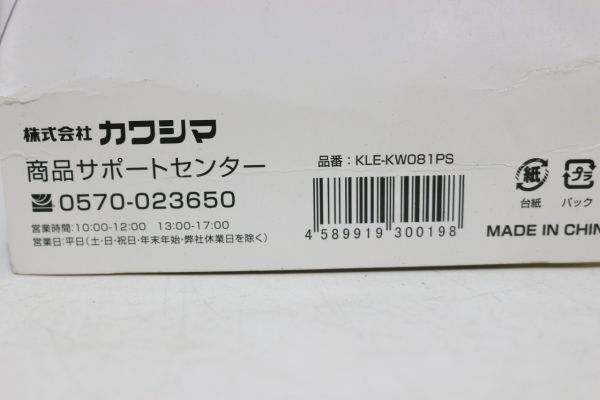 株式会社 カワシマ
商品サポートセンター
0570-023650
営業時間:10:00-12:00 13:00-17:00
営業日:平日(土・日・祝日・年末年始・弊社休業日を除く)
品番:KLE-KW081PS
4 589919 300198
紙
台紙
プラ
パック
MADE IN CHIN